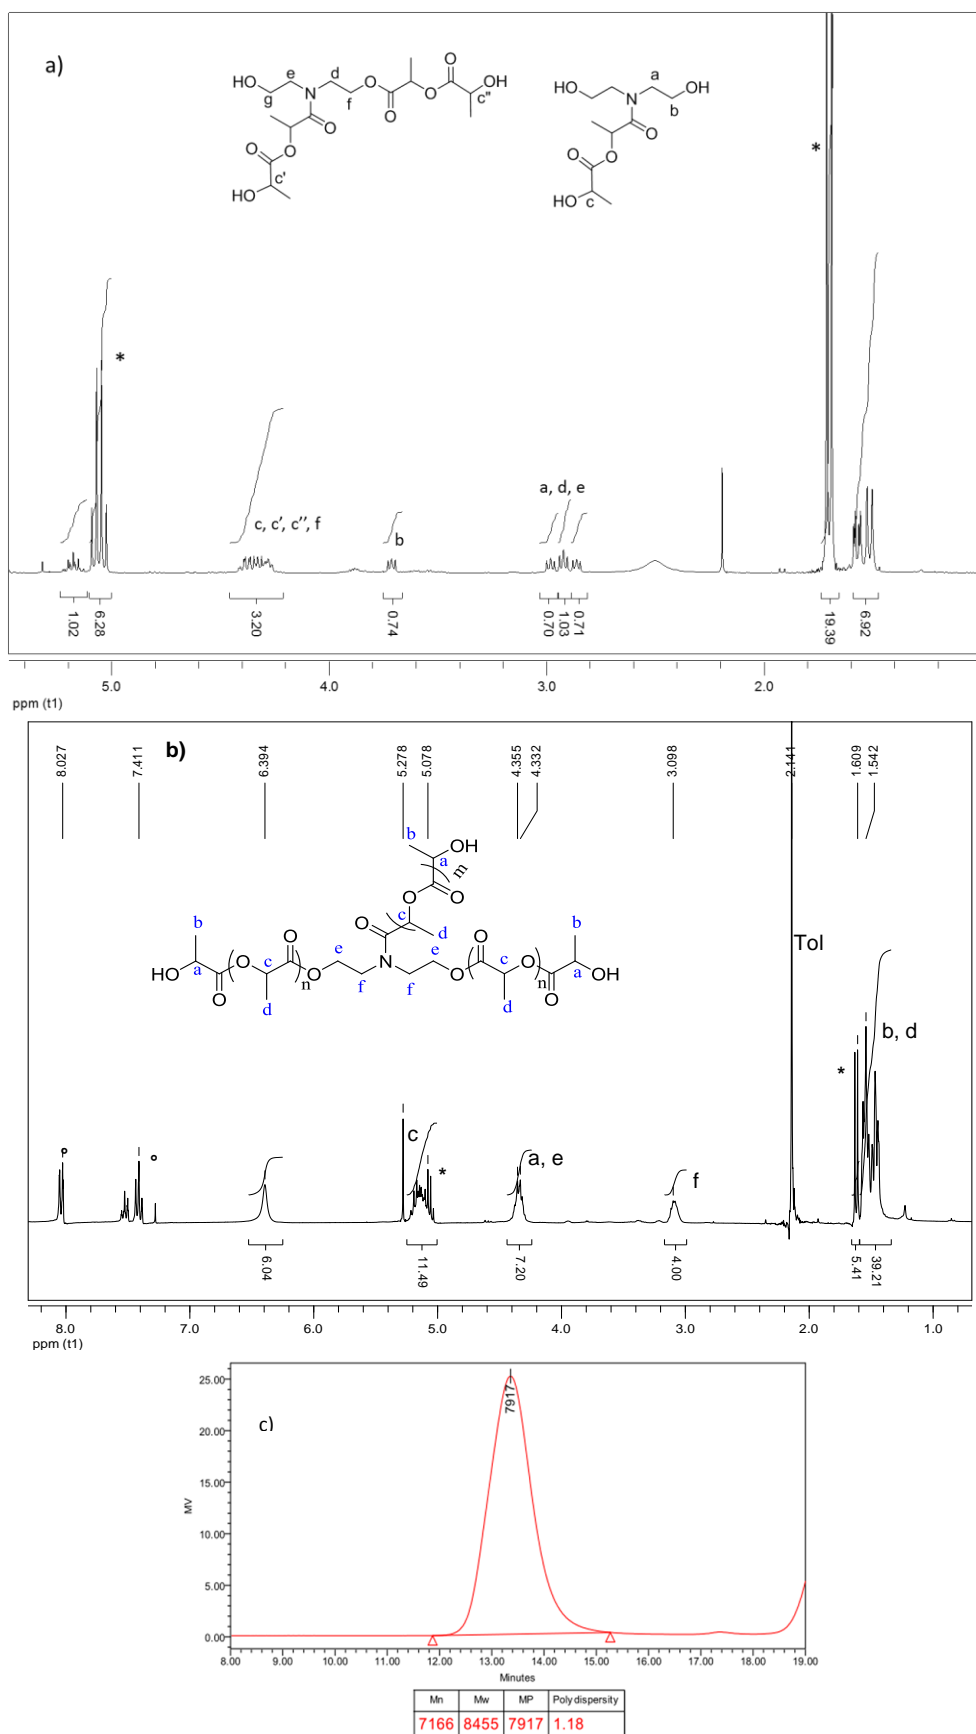 a)
HO
e
d
O
O
O
OH
g
N
f
O
c"
O
O
O
O
c'
HO
a
HO
N
OH
b
O
O
O
HO
c
*
*
c, c', c'', f
b
a, d, e
1.02
6.28
3.20
0.74
0.70
1.03
0.71
19.39
6.92
5.0
4.0
3.0
2.0
ppm (t1)
8.027
7.411
6.394
5.278
5.078
4.355
4.332
3.098
2.141
1.609
1.542
b)
b
OH
a
m
O
O
c
d
O
b
HO
a
O
O
c
d
O
n
O
e
f
N
f
e
O
O
c
d
O
n
O
b
a
OH
Tol
b, d
*
c
*
a, e
f
6.04
11.49
7.20
4.00
5.41
39.21
8.0
7.0
6.0
5.0
4.0
3.0
2.0
1.0
ppm (t1)
c)
7917
25.00
20.00
15.00
10.00
5.00
0.00
MV
8.00
9.00
10.00
11.00
12.00
13.00
14.00
15.00
16.00
17.00
18.00
19.00
Minutes
Mn Mw MP Polydispersity
7166 8455 7917 1.18